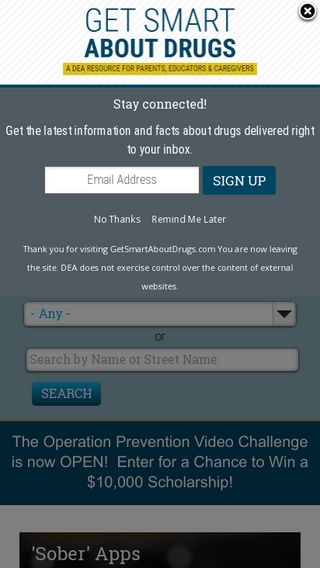 GET SMART
ABOUT DRUGS
A DEA RESOURCE FOR PARENTS, EDUCATORS & CAREGIVERS
Stay connected!
Get the latest information and facts about drugs delivered right
to your inbox.
Email Address
SIGN UP
No Thanks Remind Me Later
Thank you for visiting GetSmartAboutDrugs.com You are now leaving
the site. DEA does not exercise control over the content of external
websites.
- Any -
or
Search by Name or Street Name
SEARCH
The Operation Prevention Video Challenge
is now OPEN! Enter for a Chance to Win a
$10,000 Scholarship!
'Sober' Apps